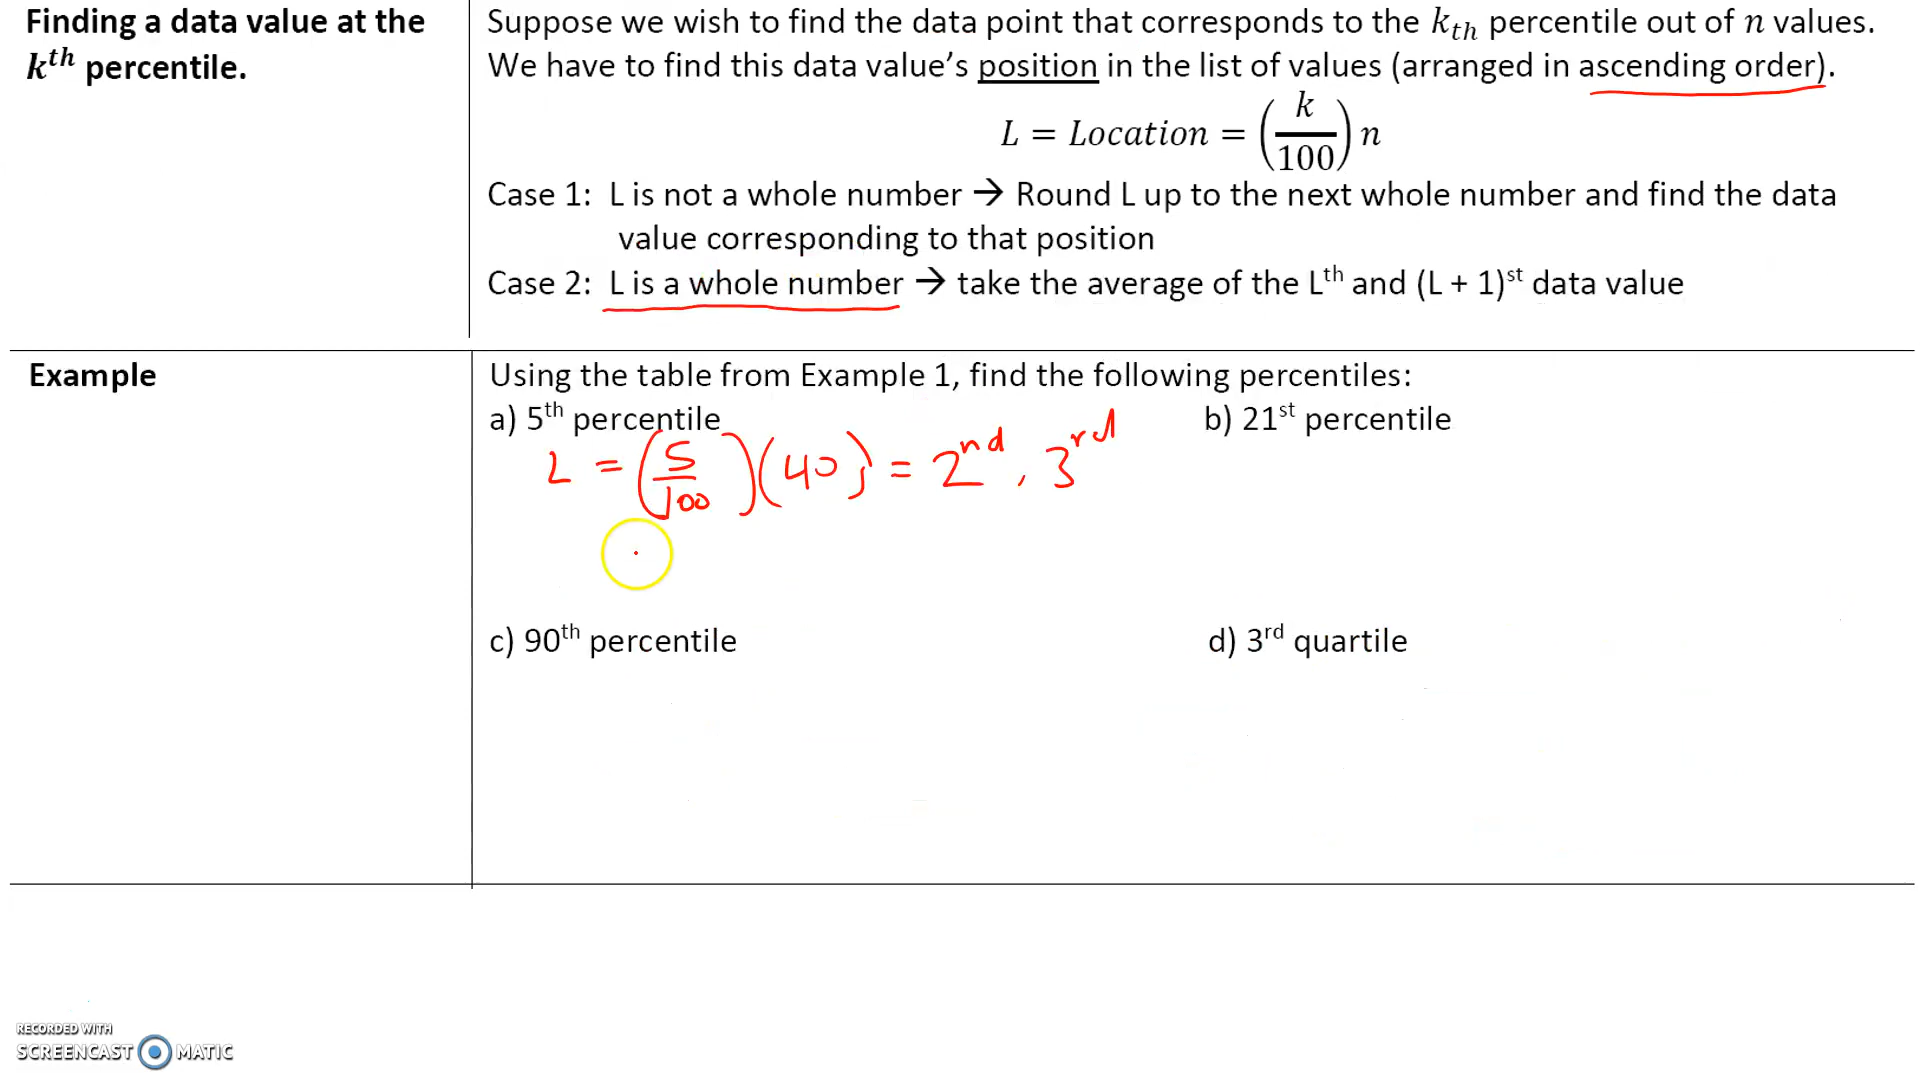 Finding a data value at the
kth percentile.
Suppose we wish to find the data point that corresponds to the kth percentile out of n values.
We have to find this data value’s position in the list of values (arranged in ascending order).
L = Location = (k/100) n
Case 1: L is not a whole number → Round L up to the next whole number and find the data
value corresponding to that position
Case 2: L is a whole number → take the average of the Lth and (L + 1)st data value
Example
Using the table from Example 1, find the following percentiles:
a) 5th percentile
b) 21st percentile
L = (5/100)(40) = 2nd, 3rd
c) 90th percentile
d) 3rd quartile
RECORDED WITH
SCREENCAST MATIC